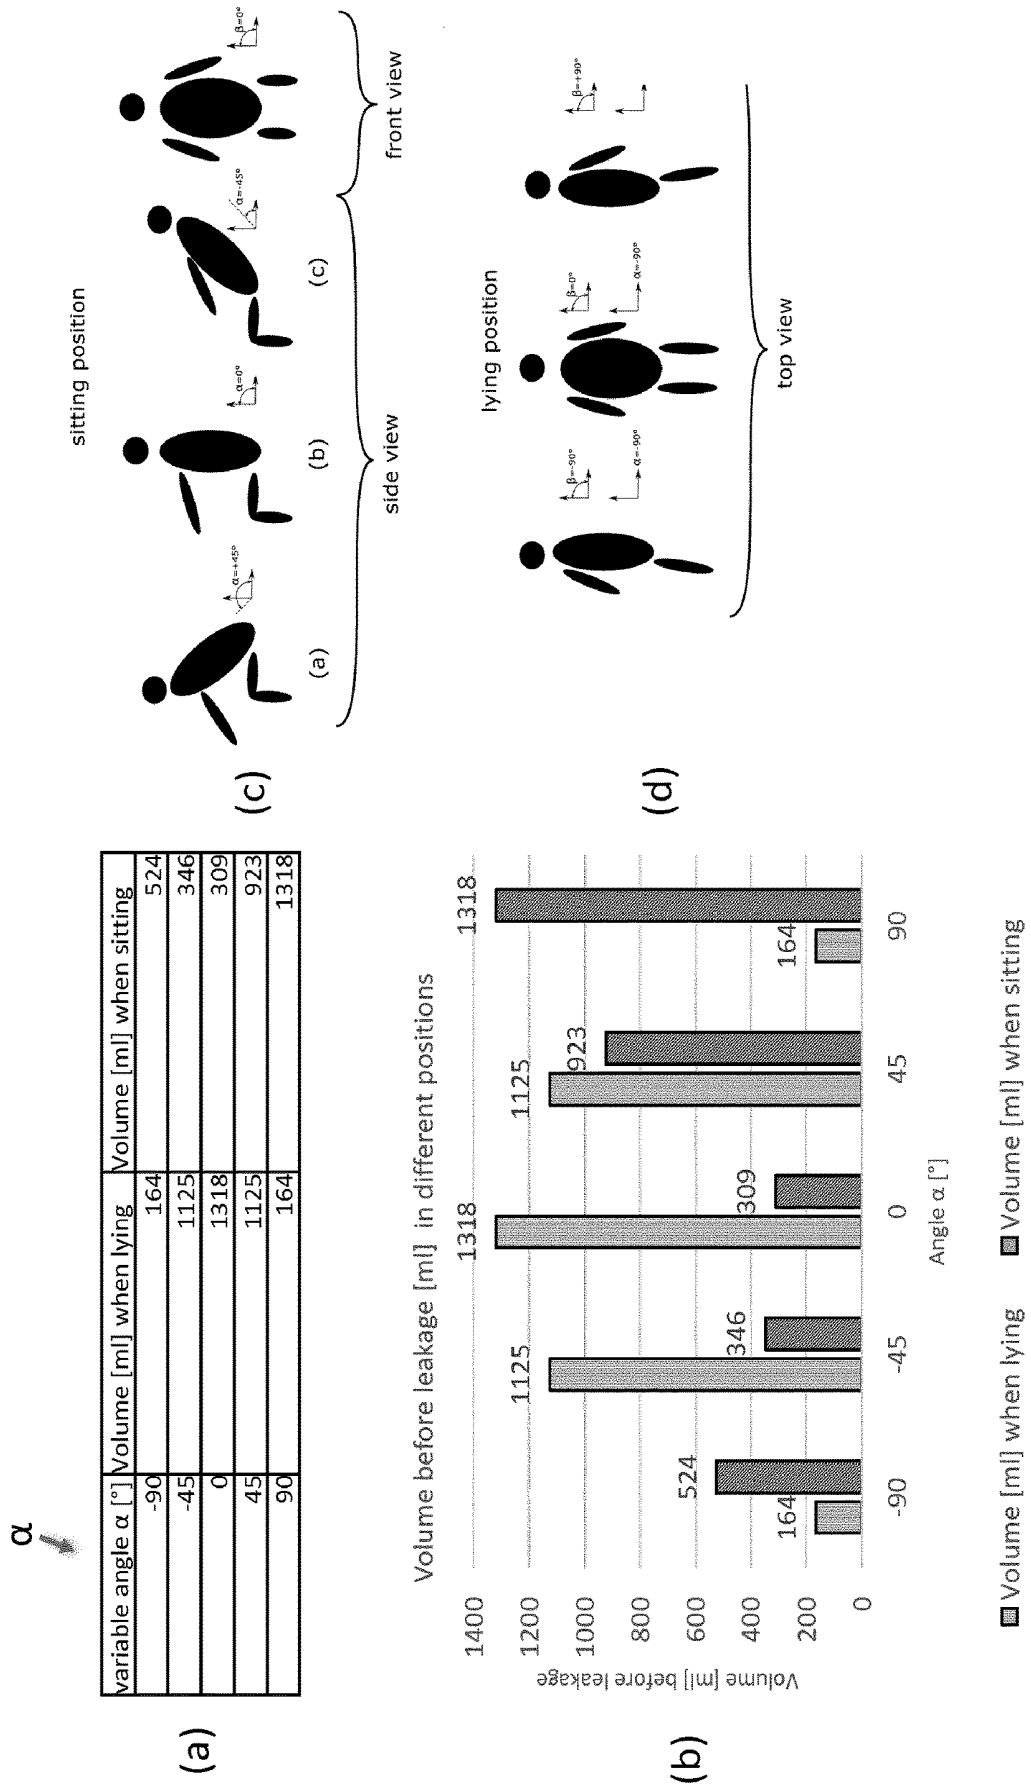 α
variable angle α [°] Volume [ml] when lying Volume [ml] when sitting
-90 164 524
-45 1125 346
0 1318 309
45 1125 923
90 164 1318
(a)
Volume before leakage [ml] in different positions
1400
1200
1000
800
600
400
200
0
Volume [ml] before leakage
164 524
1125 346
1318 309
1125 923
164 1318
-90 -45 0 45 90
Angle α [°]
Volume [ml] when lying Volume [ml] when sitting
(b)
sitting position
α=+45° α=0° α=-45° β=0°
(a) (b) (c)
side view front view
(c)
lying position
β=-90° β=0° β=+90°
α=-90° α=-90°
top view
(d)